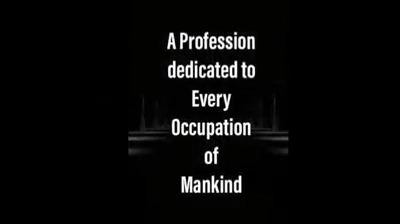 A Profession
dedicated to
Every
Occupation
of
Mankind